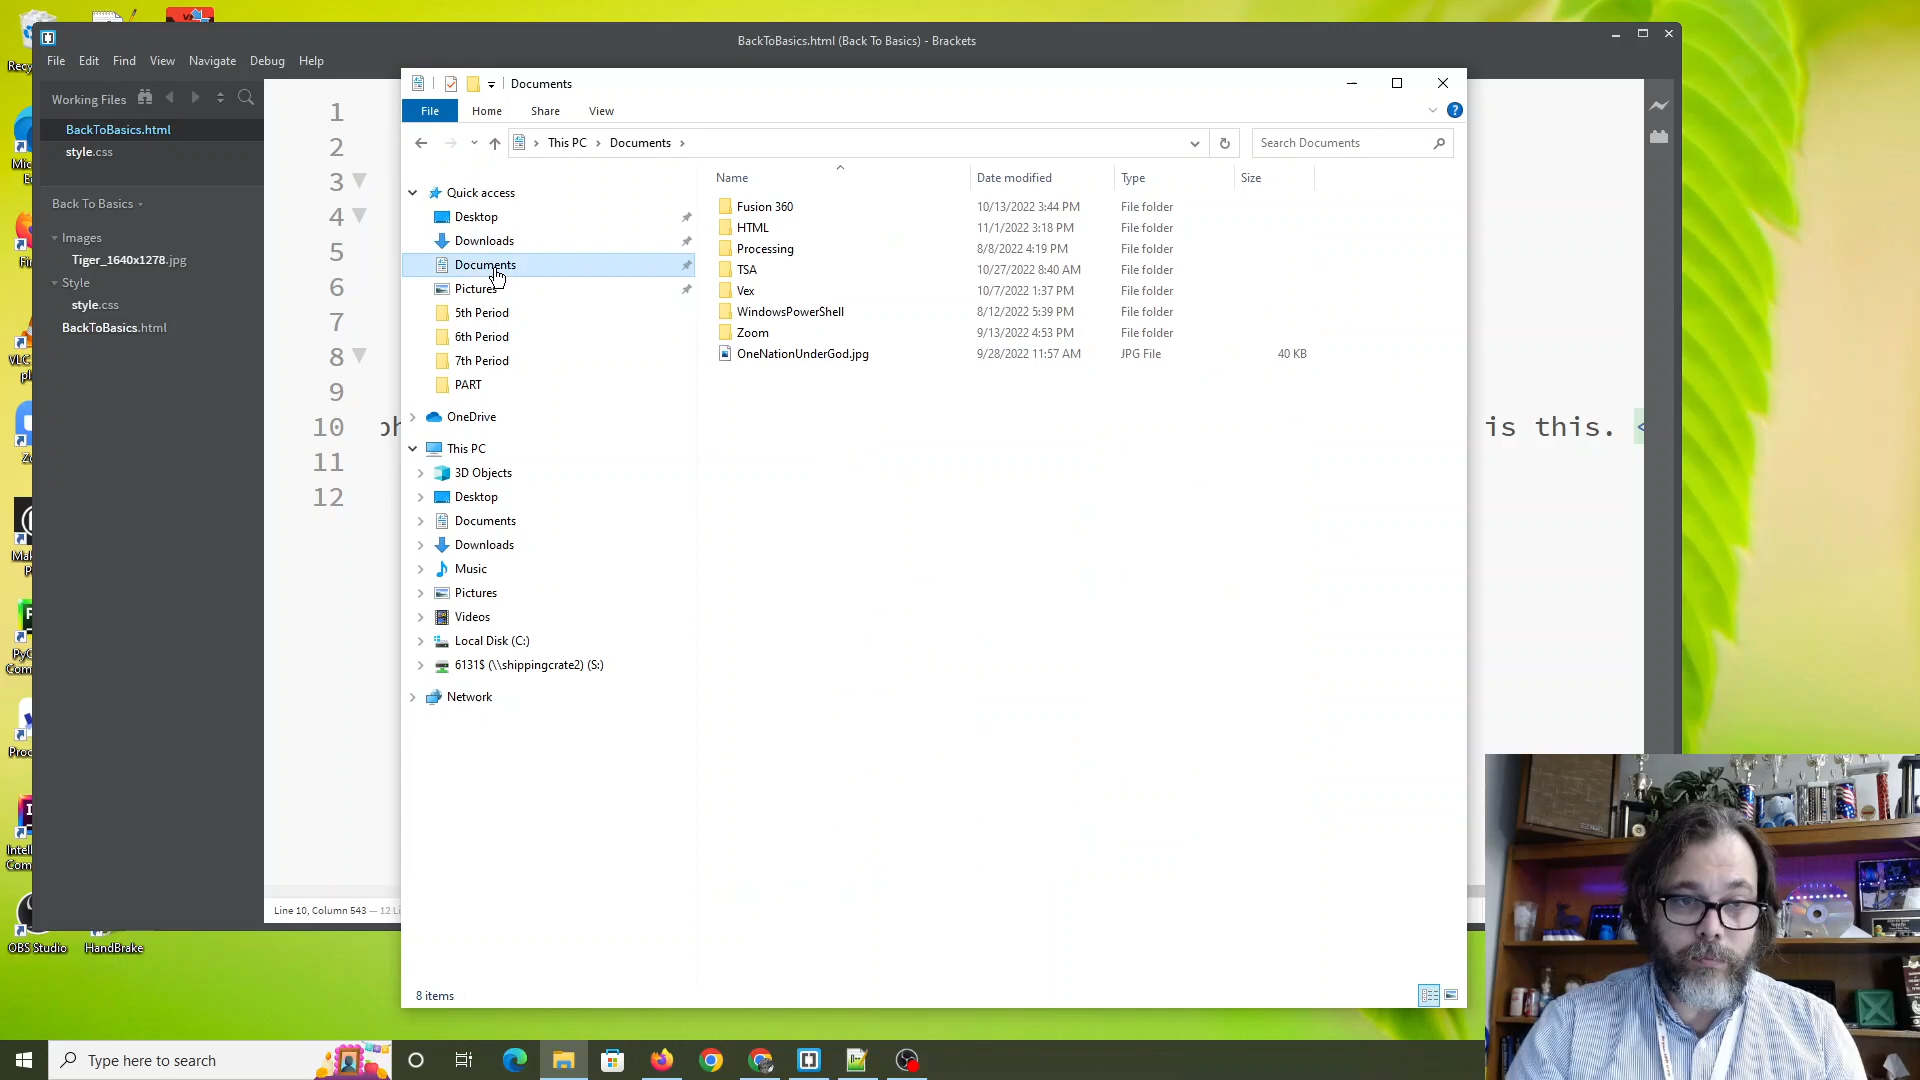 BackToBasics.html (Back To Basics) - Brackets
File Edit Find View Navigate Debug Help
Working Files
BackToBasics.html
style.css
Back To Basics
Images
Tiger_1640x1278.jpg
Style
style.css
BackToBasics.html
1
2
3
4
5
6
7
8
9
10
11
12
is this. <
Line 10, Column 543 — 12 Li
Documents
File Home Share View
This PC > Documents >
Search Documents
Name Date modified Type Size
Quick access
Desktop
Downloads
Documents
Pictures
5th Period
6th Period
7th Period
PART
OneDrive
This PC
3D Objects
Desktop
Documents
Downloads
Music
Pictures
Videos
Local Disk (C:)
6131$ (\\shippingcrate2) (S:)
Network
Fusion 360 10/13/2022 3:44 PM File folder
HTML 11/1/2022 3:18 PM File folder
Processing 8/8/2022 4:19 PM File folder
TSA 10/27/2022 8:40 AM File folder
Vex 10/7/2022 1:37 PM File folder
WindowsPowerShell 8/12/2022 5:39 PM File folder
Zoom 9/13/2022 4:53 PM File folder
OneNationUnderGod.jpg 9/28/2022 11:57 AM JPG File 40 KB
8 items
OBS Studio
HandBrake
Type here to search